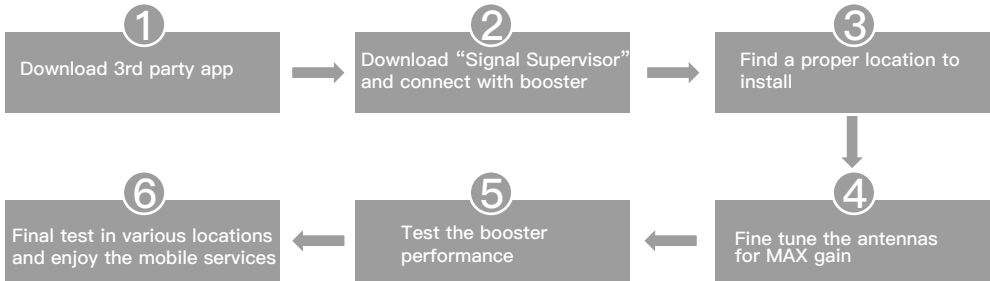 1
Download 3rd party app
2
Download “Signal Supervisor”
and connect with booster
3
Find a proper location to
install
4
Fine tune the antennas
for MAX gain
5
Test the booster
performance
6
Final test in various locations
and enjoy the mobile services